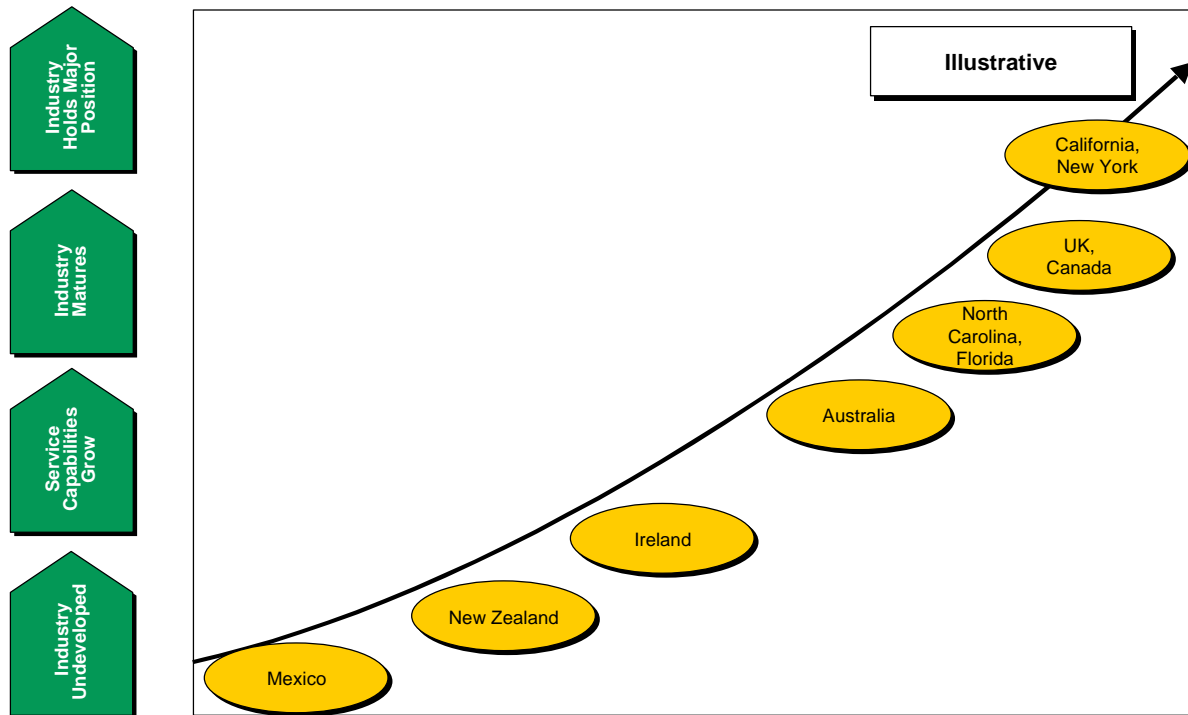 Industry
Holds Major
Position
Industry
Matures
Service
Capabilities
Grow
Industry
Undeveloped
Illustrative
California,
New York
UK,
Canada
North
Carolina,
Florida
Australia
Ireland
New Zealand
Mexico